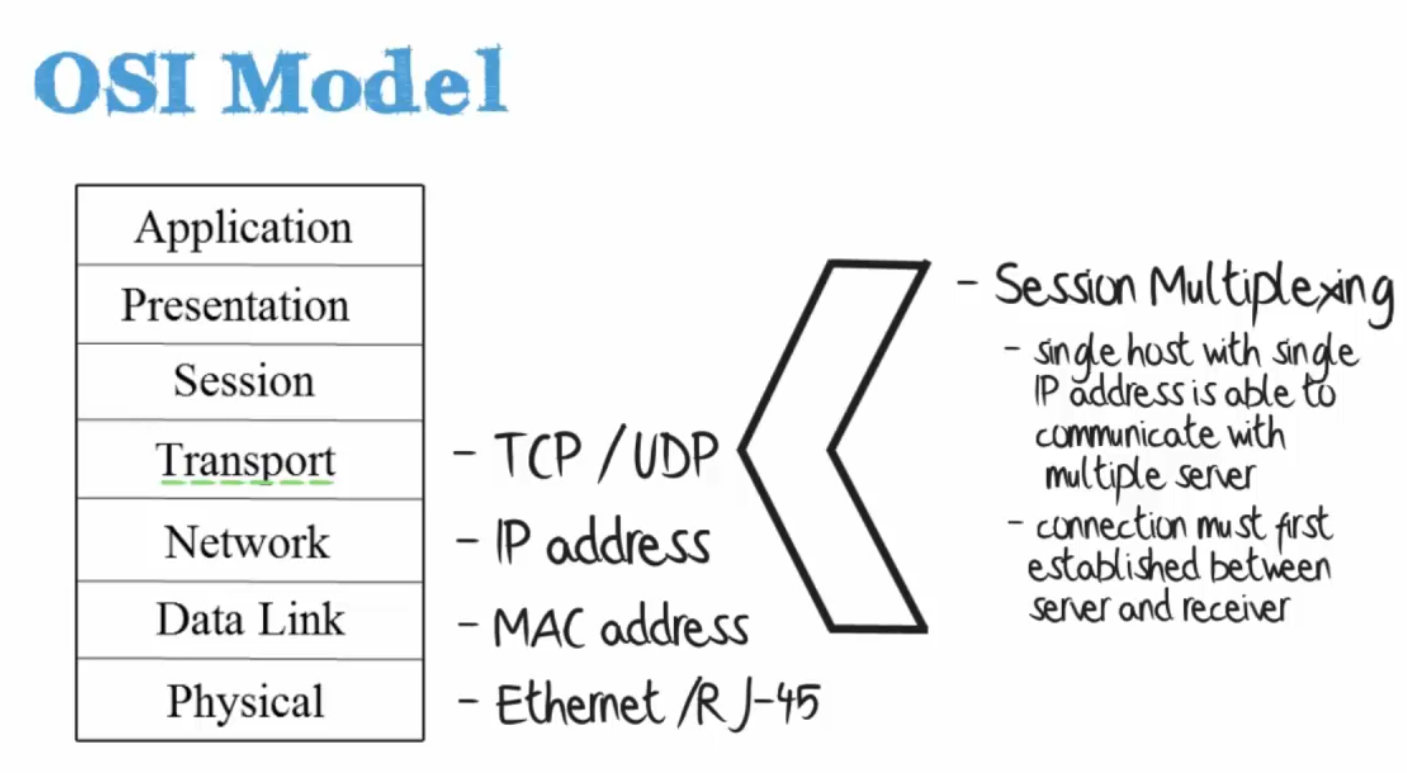 OSI Model
Application
Presentation
Session
Transport
Network
Data Link
Physical
- TCP / UDP
- IP address
- MAC address
- Ethernet /RJ-45
- Session Multiplexing
- single host with single
IP address is able to
communicate with
multiple server
- connection must first
established between
server and receiver